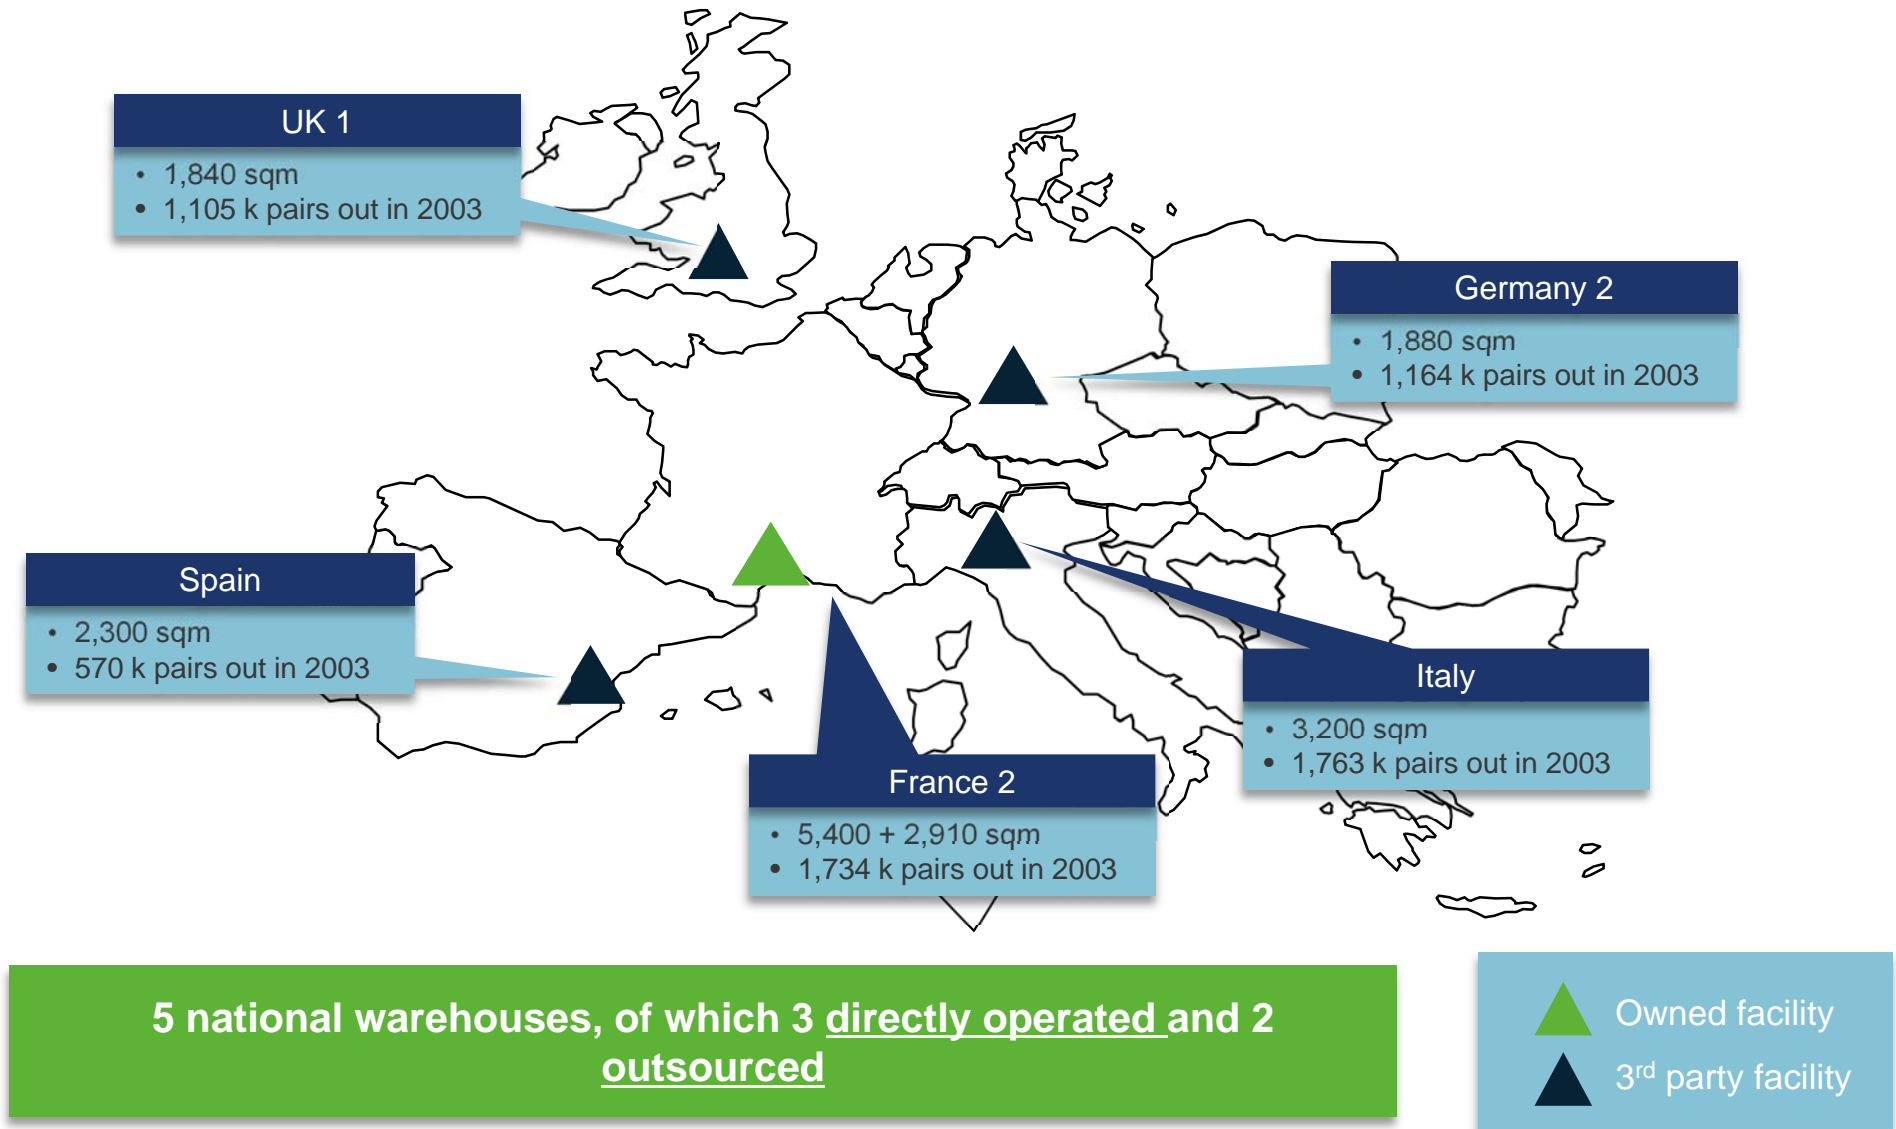 UK 1
• 1,840 sqm
• 1,105 k pairs out in 2003
Germany 2
• 1,880 sqm
• 1,164 k pairs out in 2003
Spain
• 2,300 sqm
• 570 k pairs out in 2003
Italy
• 3,200 sqm
• 1,763 k pairs out in 2003
France 2
• 5,400 + 2,910 sqm
• 1,734 k pairs out in 2003
5 national warehouses, of which 3 directly operated and 2
outsourced
Owned facility
3rd party facility